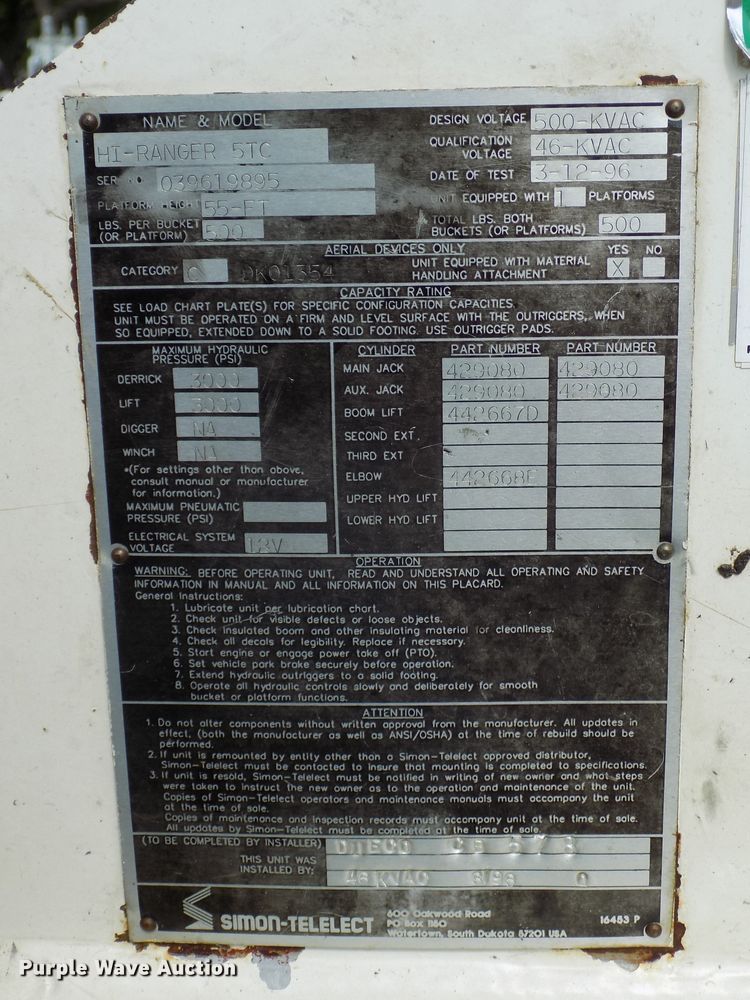 NAME & MODEL
HI-RANGER 5TC
SER NO 039619895
PLATFORM HEIGHT 55-FT
LBS. PER BUCKET
(OR PLATFORM) 500
DESIGN VOLTAGE 500-KVAC
QUALIFICATION
VOLTAGE 46-KVAC
DATE OF TEST 3-12-96
UNIT EQUIPPED WITH 1 PLATFORMS
TOTAL LBS. BOTH
BUCKETS (OR PLATFORMS) 500
AERIAL DEVICES ONLY
CATEGORY C
UNIT EQUIPPED WITH MATERIAL
HANDLING ATTACHMENT
YES NO
X
CAPACITY RATING
SEE LOAD CHART PLATE(S) FOR SPECIFIC CONFIGURATION CAPACITIES.
UNIT MUST BE OPERATED ON A FIRM AND LEVEL SURFACE WITH THE OUTRIGGERS, WHEN
SO EQUIPPED, EXTENDED DOWN TO A SOLID FOOTING. USE OUTRIGGER PADS.
MAXIMUM HYDRAULIC
PRESSURE (PSI)
DERRICK 3000
LIFT 3000
DIGGER NA
WINCH NA
*(For settings other than above,
consult manual or manufacturer
for information.)
MAXIMUM PNEUMATIC
PRESSURE (PSI)
ELECTRICAL SYSTEM
VOLTAGE 12V
CYLINDER PART NUMBER PART NUMBER
MAIN JACK 429080 429080
AUX. JACK 429080 429080
BOOM LIFT 442667D
SECOND EXT.
THIRD EXT
ELBOW 442668E
UPPER HYD LIFT
LOWER HYD LIFT
OPERATION
WARNING: BEFORE OPERATING UNIT, READ AND UNDERSTAND ALL OPERATING AND SAFETY
INFORMATION IN MANUAL AND ALL INFORMATION ON THIS PLACARD.
General Instructions:
1. Lubricate unit per lubrication chart.
2. Check unit for visible defects or loose objects.
3. Check insulated boom and other insulating material for cleanliness.
4. Check all decals for legibility. Replace if necessary.
5. Start engine or engage power take off (PTO).
6. Set vehicle park brake securely before operation.
7. Extend hydraulic outriggers to a solid footing.
8. Operate all hydraulic controls slowly and deliberately for smooth
bucket or platform functions.
ATTENTION
1. Do not alter components without written approval from the manufacturer. All updates in
effect, (both the manufacturer as well as ANSI/OSHA) at the time of rebuild should be
performed.
2. If unit is remounted by entity other than a Simon-Telelect approved distributor,
Simon-Telelect must be contacted to insure that mounting is completed to specifications.
3. If unit is resold, Simon-Telelect must be notified in writing of new owner and what steps
were taken to instruct the new owner as to the operation and maintenance of the unit.
Copies of Simon-Telelect operators and maintenance manuals must accompany the unit
at time of sale.
Copies of maintenance and inspection records must accompany unit at time of sale.
All updates by Simon-Telelect must be completed at the time of sale.
(TO BE COMPLETED BY INSTALLER)
THIS UNIT WAS
INSTALLED BY:
46 KVAC
SIMON-TELELECT
600 Oakwood Road
PO Box 1150
Watertown, South Dakota 57201 USA
16453 P
Purple Wave Auction